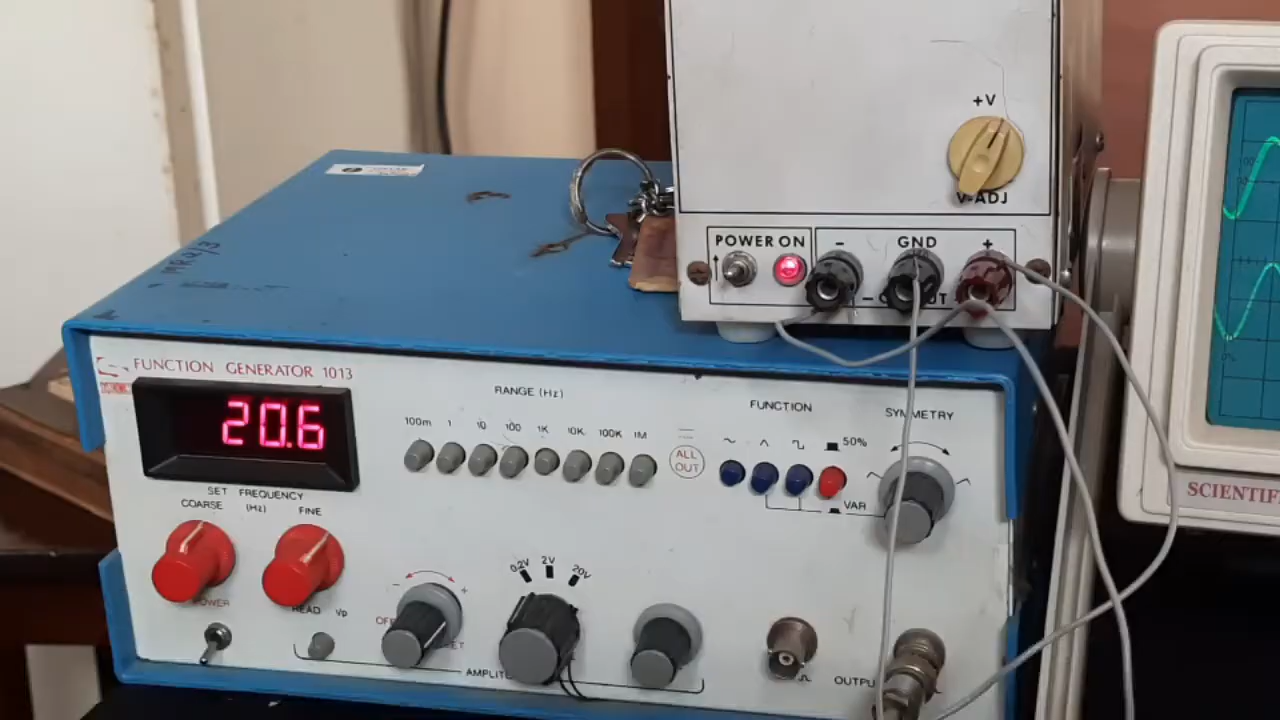 +V
V-ADJ
POWER ON
-
GND
+
FUNCTION GENERATOR 1013
20.6
SET FREQUENCY
(Hz)
COARSE
FINE
RANGE (Hz)
100m 1 10 100 1K 10K 100K 1M
ALL
OUT
FUNCTION
50%
VAR
SYMMETRY
POWER
READ Vp
- +
0.2V 2V 20V
SCIENTIF